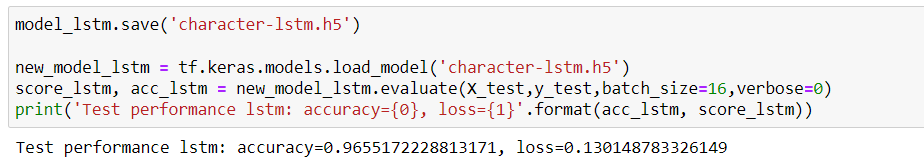 model_lstm.save('character-lstm.h5')
new_model_lstm = tf.keras.models.load_model('character-lstm.h5')
score_lstm, acc_lstm = new_model_lstm.evaluate(X_test,y_test,batch_size=16,verbose=0)
print('Test performance lstm: accuracy={0}, loss={1}'.format(acc_lstm, score_lstm))
Test performance lstm: accuracy=0.9655172228813171, loss=0.130148783326149